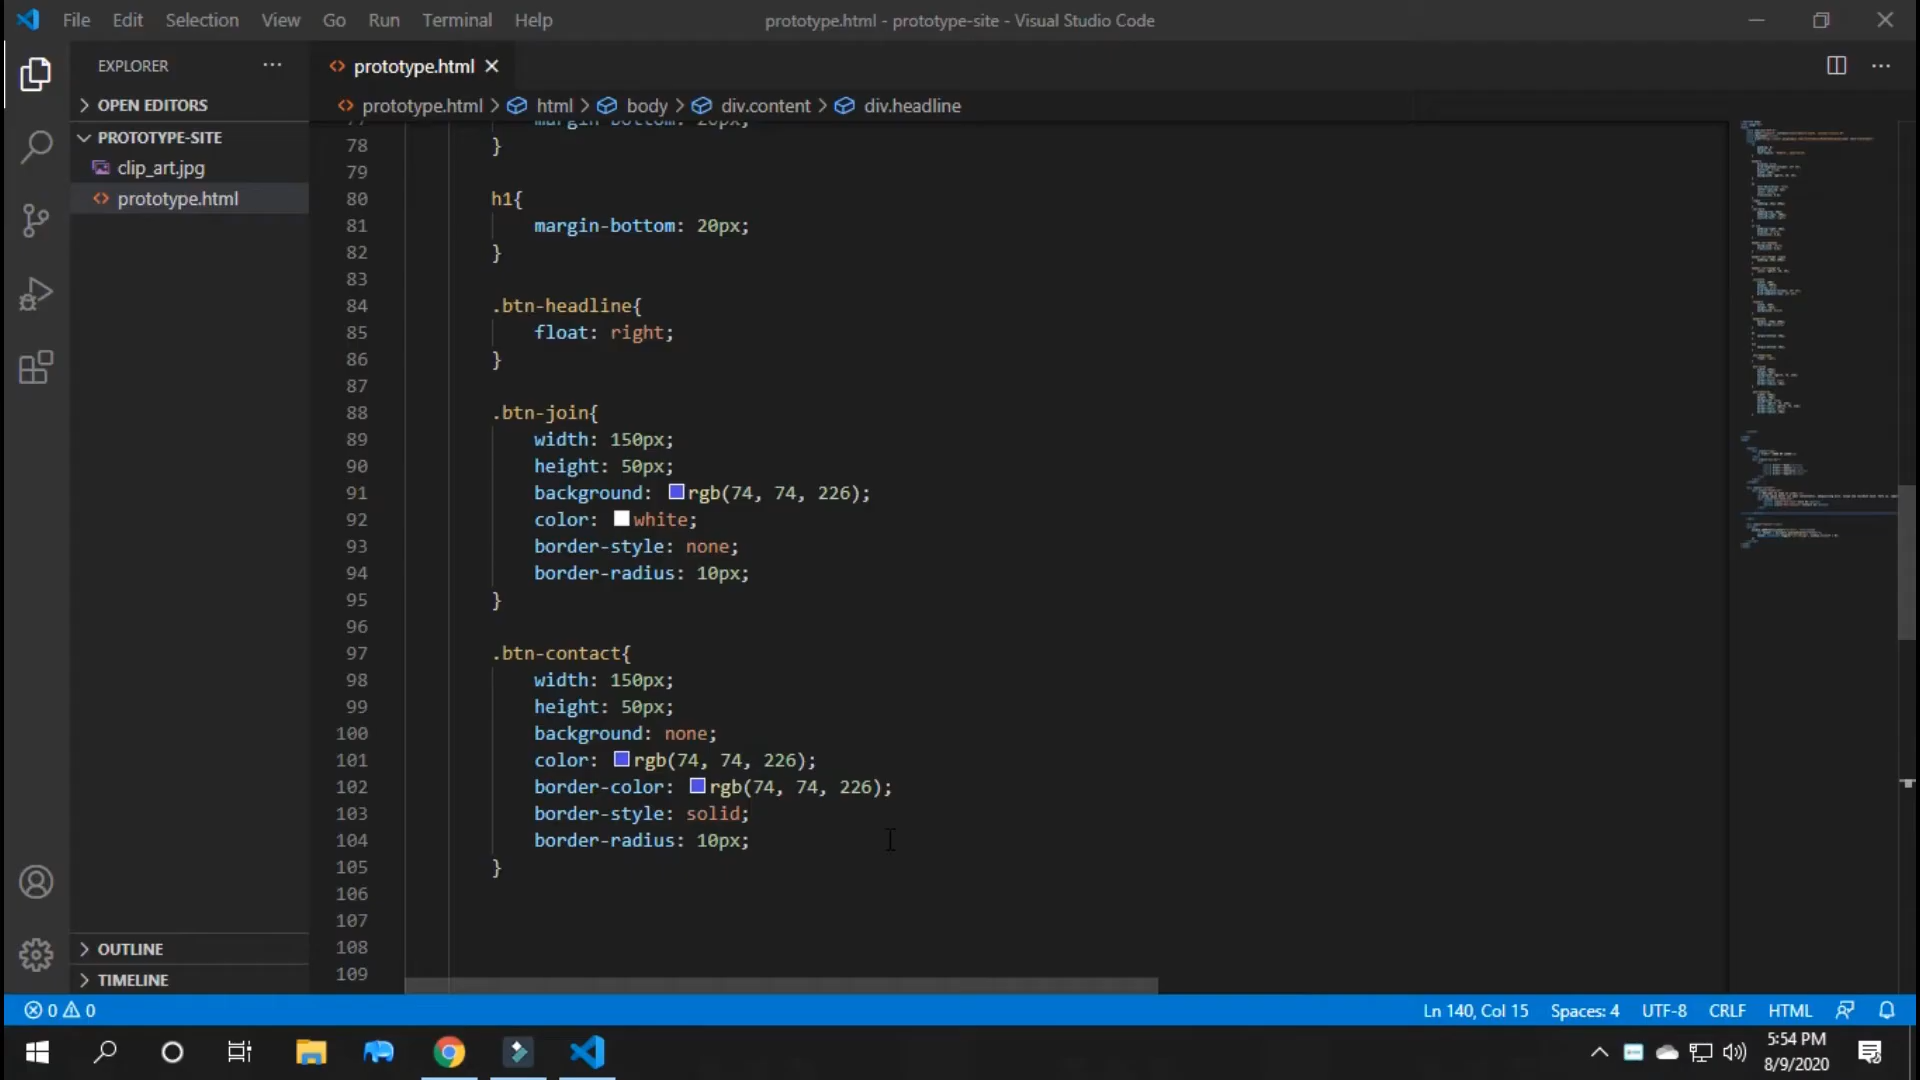 File Edit Selection View Go Run Terminal Help
prototype.html - prototype-site - Visual Studio Code
EXPLORER
OPEN EDITORS
PROTOTYPE-SITE
clip_art.jpg
prototype.html
OUTLINE
TIMELINE
prototype.html
prototype.html > html > body > div.content > div.headline
77 margin-bottom: 20px;
78 }
79
80 h1{
81 margin-bottom: 20px;
82 }
83
84 .btn-headline{
85 float: right;
86 }
87
88 .btn-join{
89 width: 150px;
90 height: 50px;
91 background: rgb(74, 74, 226);
92 color: white;
93 border-style: none;
94 border-radius: 10px;
95 }
96
97 .btn-contact{
98 width: 150px;
99 height: 50px;
100 background: none;
101 color: rgb(74, 74, 226);
102 border-color: rgb(74, 74, 226);
103 border-style: solid;
104 border-radius: 10px;
105 }
106
107
108
109
0 0
Ln 140, Col 15 Spaces: 4 UTF-8 CRLF HTML
5:54 PM
8/9/2020